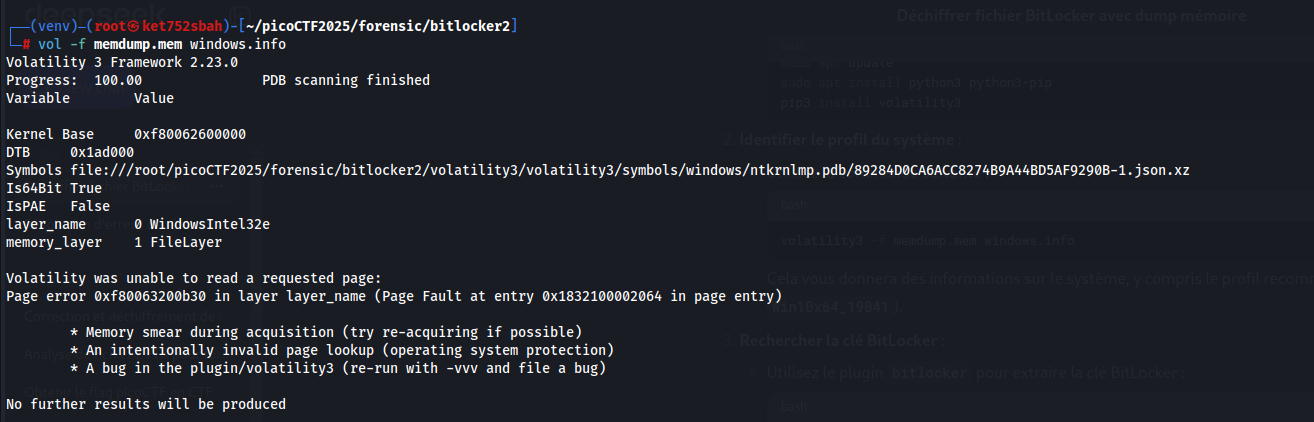 deepseek
Déchiffrer fichier BitLocker avec dump mémoire
(venv)-(root㉿ket752sbah)-[~/picoCTF2025/forensic/bitlocker2]
# vol -f memdump.mem windows.info
Volatility 3 Framework 2.23.0
Progress:  100.00               PDB scanning finished
Variable        Value
sudo apt install python3 python3-pip
pip3 install volatility3
Kernel Base     0xf80062600000
2. Identifier le profil du système :
DTB     0x1ad000
Symbols file:///root/picoCTF2025/forensic/bitlocker2/volatility3/volatility3/symbols/windows/ntkrnlmp.pdb/89284D0CA6ACC8274B9A44BD5AF9290B-1.json.xz
Is64Bit True
IsPAE   False
bash
layer_name      0 WindowsIntel32e
memory_layer    1 FileLayer
volatility3 -f memdump.mem windows.info
Volatility was unable to read a requested page:
Cela vous donnera des informations sur le système, y compris le profil
Page error 0xf80063200b30 in layer layer_name (Page Fault at entry 0x1832100002064 in page entry)
Win10x64_19041
Correction et déchiffrement de
* Memory smear during acquisition (try re-acquiring if possible)
3. Rechercher la clé BitLocker :
* An intentionally invalid page lookup (operating system protection)
* A bug in the plugin/volatility3 (re-run with -vvv and file a bug)
Utilisez le plugin bitlocker pour extraire la clé BitLocker :
No further results will be produced
bash